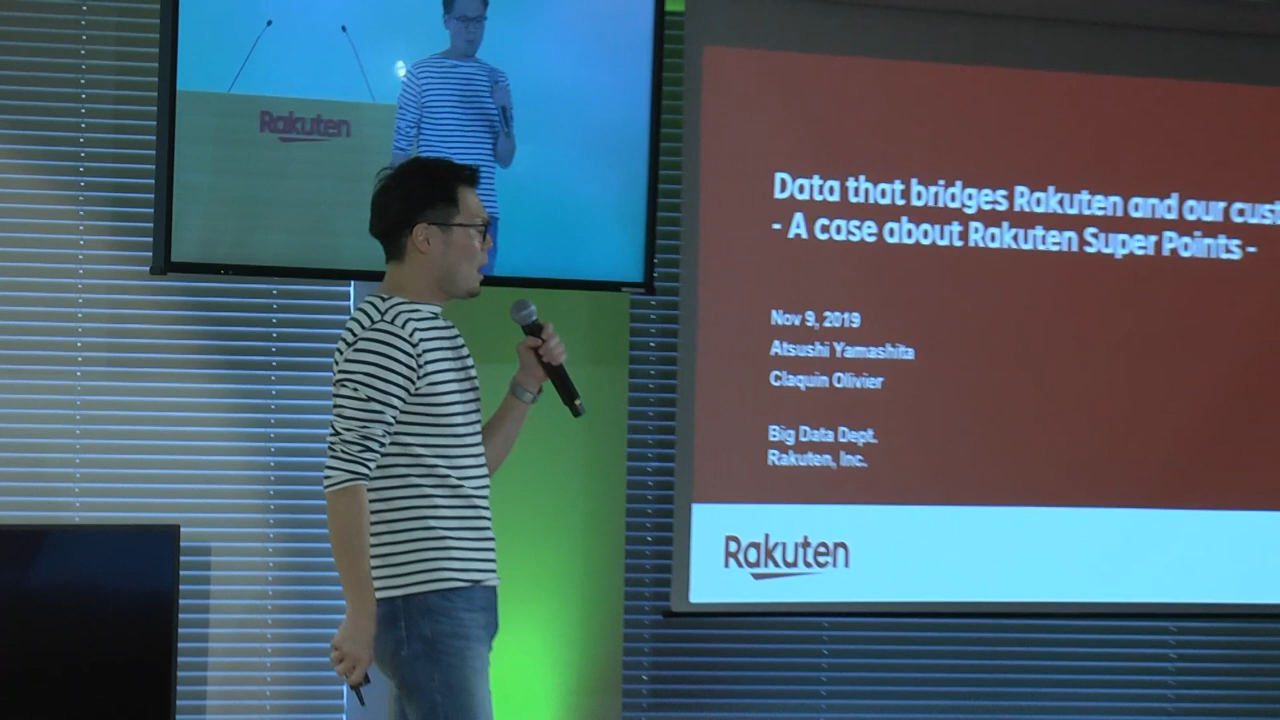 Rakuten
Data that bridges Rakuten and our
- A case about Rakuten Super Points -
Nov 9, 2019
Atsushi Yamashita
Claquin Olivier
Big Data Dept.
Rakuten, Inc.
Rakuten